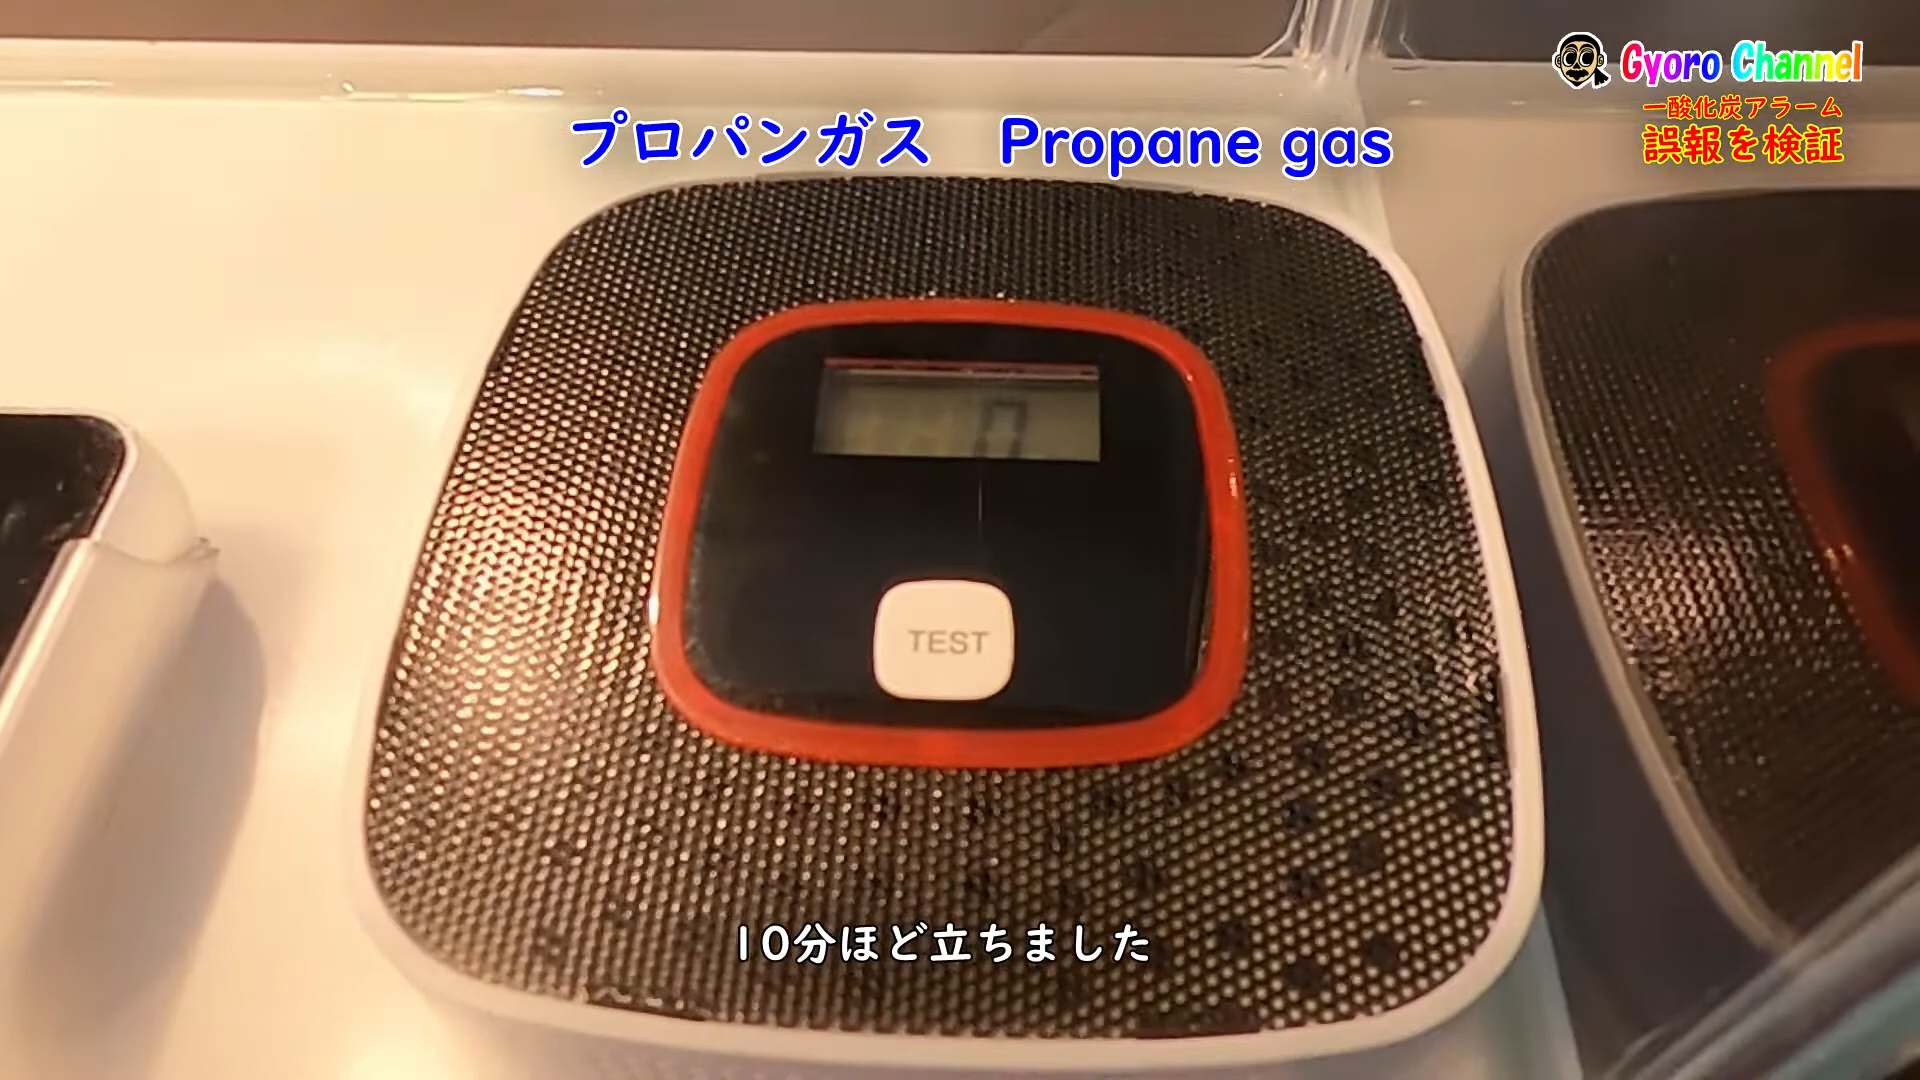 Gyoro Channel
一酸化炭アラーム
誤報を検証
プロパンガス　Propane gas
0
TEST
10分ほど立ちました